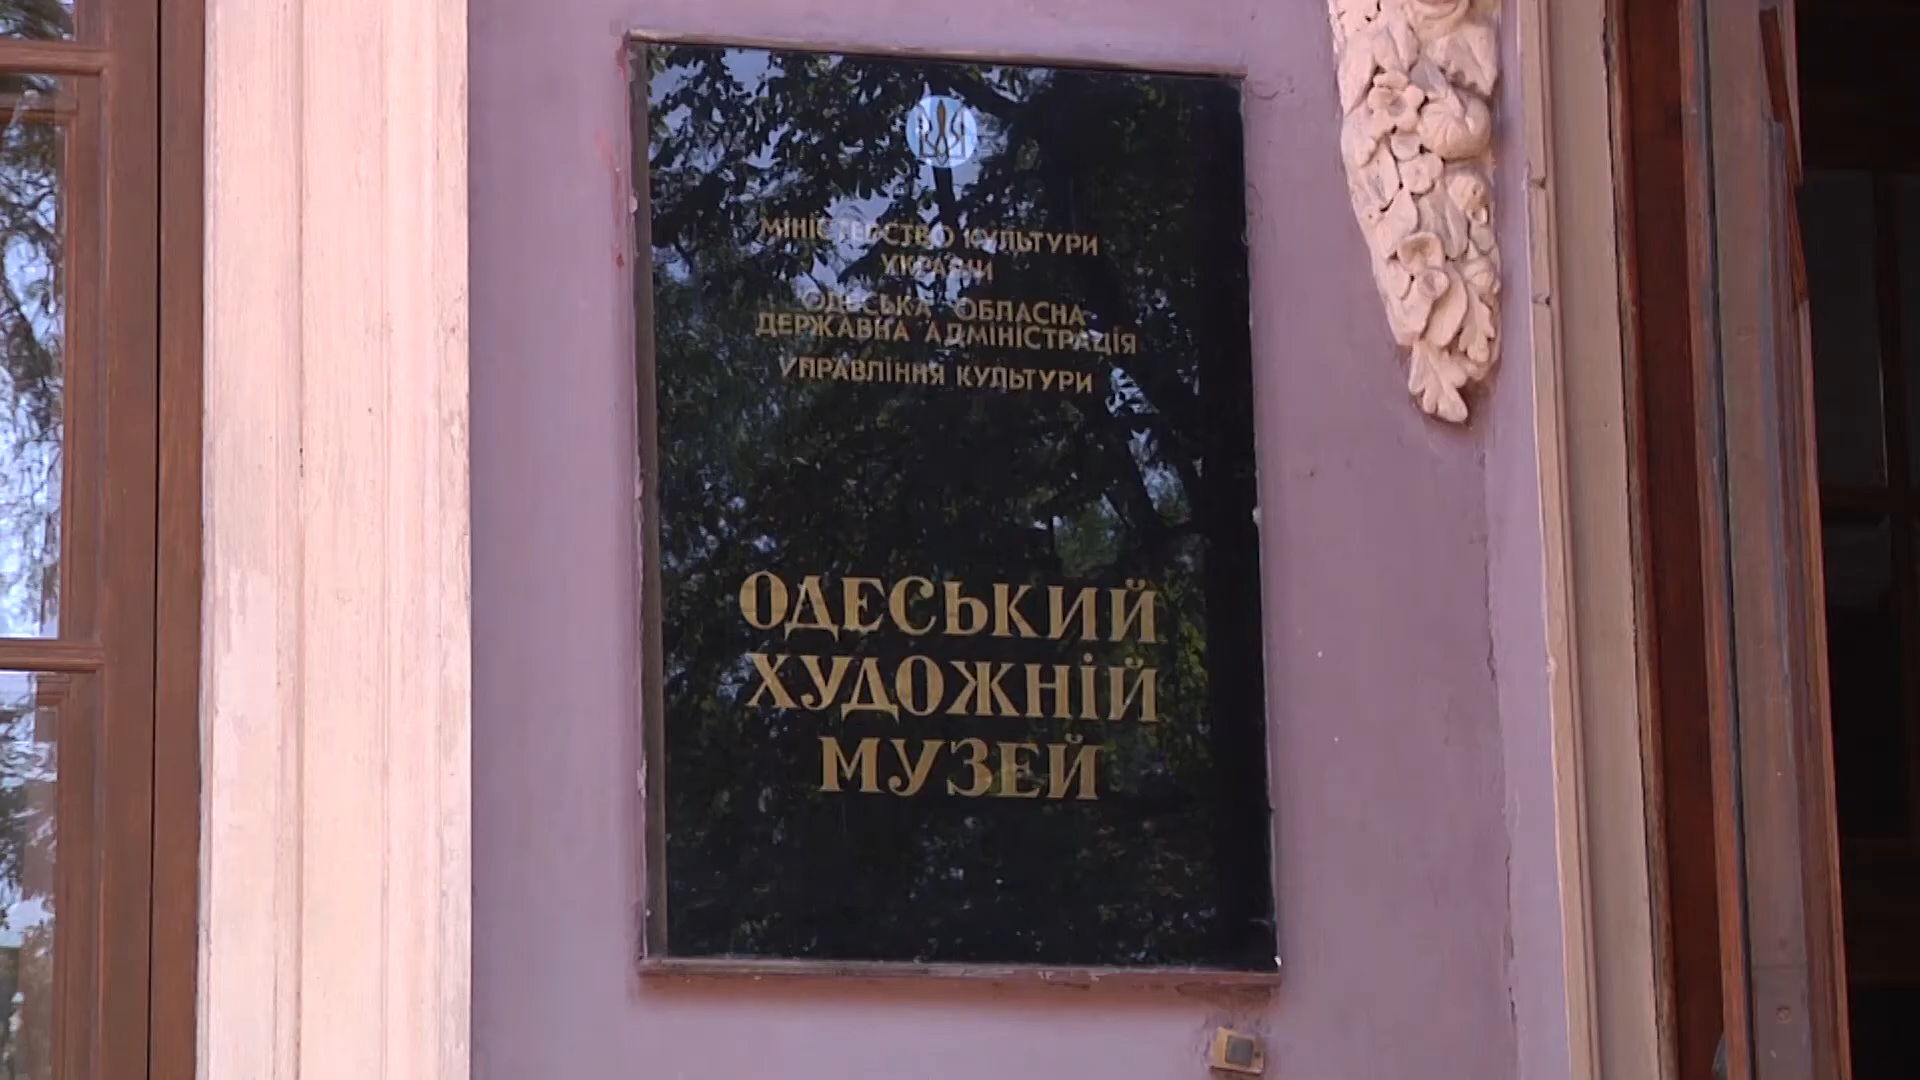 МІНІСТЕРСТВО КУЛЬТУРИ
УКРАЇНИ
ОДЕСЬКА ОБЛАСНА
ДЕРЖАВНА АДМІНІСТРАЦІЯ
УПРАВЛІННЯ КУЛЬТУРИ
ОДЕСЬКИЙ
ХУДОЖНІЙ
МУЗЕЙ